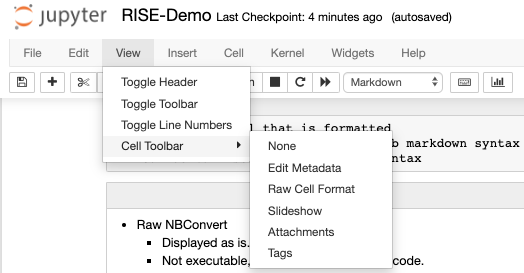 jupyter RISE-Demo Last Checkpoint: 4 minutes ago (autosaved)
File Edit View Insert Cell Kernel Widgets Help
Markdown
Toggle Header
Toggle Toolbar
Toggle Line Numbers
that is formatted
Cell Toolbar
markdown syntax
None
Edit Metadata
Raw Cell Format
Slideshow
Attachments
Tags
Raw NBConvert
Displayed as is.
Not executable, code.